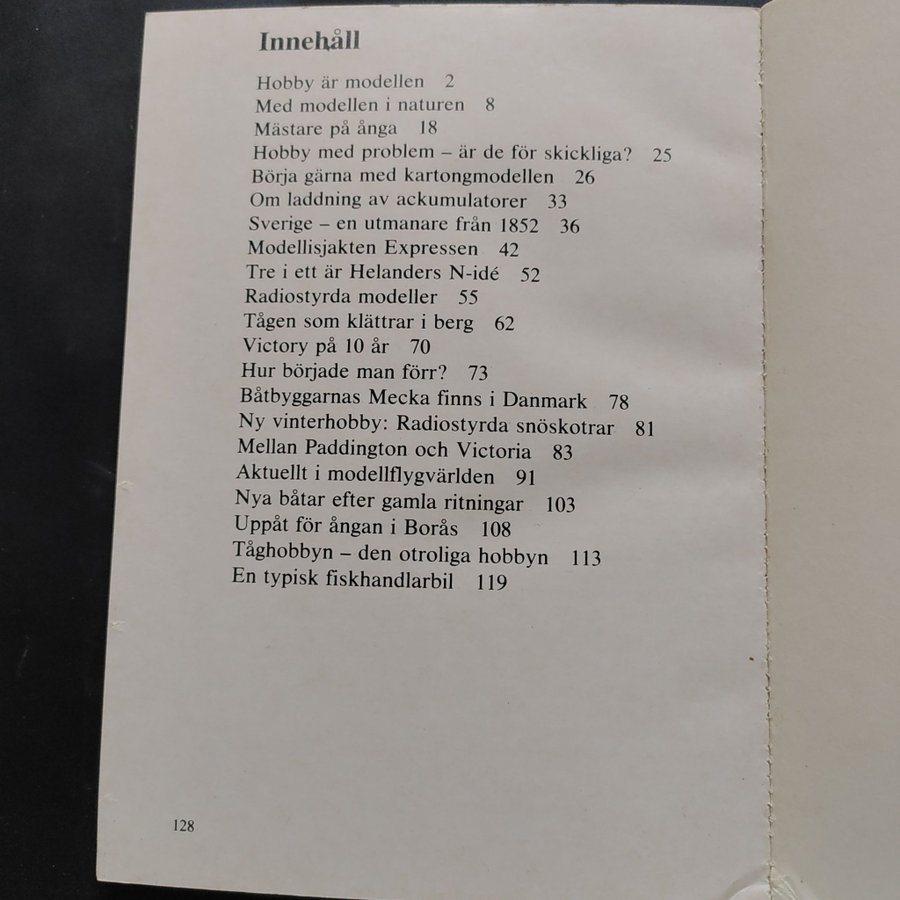 Innehåll
Hobby är modellen 2
Med modellen i naturen 8
Mästare på ånga 18
Hobby med problem – är de för skickliga? 25
Börja gärna med kartongmodellen 26
Om laddning av ackumulatorer 33
Sverige – en utmanare från 1852 36
Modellisjakten Expressen 42
Tre i ett är Helanders N-idé 52
Radiostyrda modeller 55
Tågen som klättrar i berg 62
Victory på 10 år 70
Hur började man förr? 73
Båtbyggarnas Mecka finns i Danmark 78
Ny vinterhobby: Radiostyrda snöskotrar 81
Mellan Paddington och Victoria 83
Aktuellt i modellflygvärlden 91
Nya båtar efter gamla ritningar 103
Uppåt för ångan i Borås 108
Tåghobbyn – den otroliga hobbyn 113
En typisk fiskhandlarbil 119
128